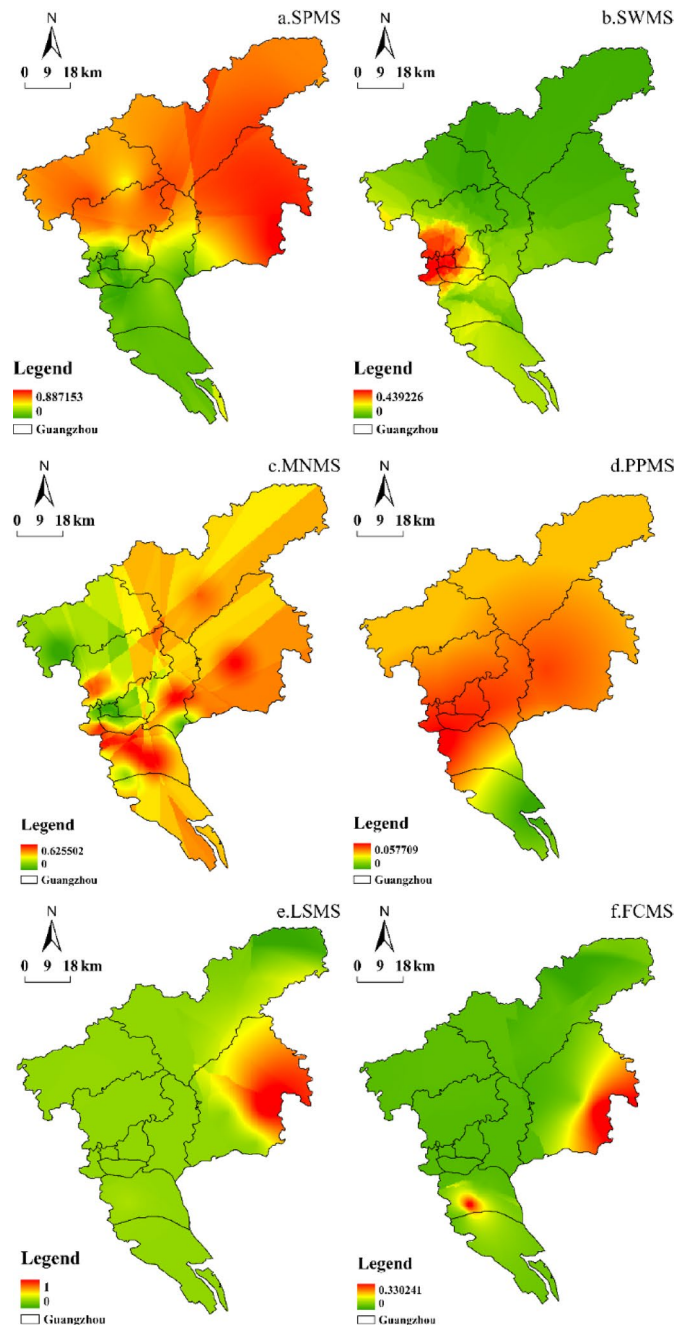 a.SPMS
N
0 9 18 km
Legend
0.887153
0
Guangzhou
b.SWMS
N
0 9 18 km
Legend
0.439226
0
Guangzhou
c.MNMS
N
0 9 18 km
Legend
0.625502
0
Guangzhou
d.PPMS
N
0 9 18 km
Legend
0.057709
0
Guangzhou
e.LSMS
N
0 9 18 km
Legend
1
0
Guangzhou
f.FCMS
N
0 9 18 km
Legend
0.330241
0
Guangzhou